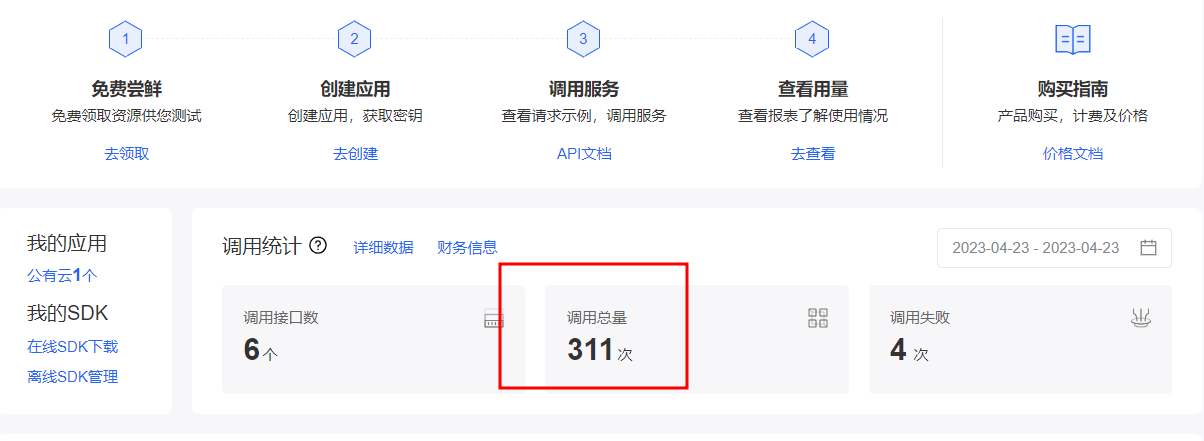 1
2
3
4
免费尝鲜
创建应用
调用服务
查看用量
购买指南
免费领取资源供您测试
创建应用，获取密钥
查看请求示例，调用服务
查看报表了解使用情况
产品购买，计费及价格
去领取
去创建
API文档
去查看
价格文档
我的应用
公有云1个
我的SDK
在线SDK下载
离线SDK管理
调用统计 ? 详细数据 财务信息
2023-04-23 - 2023-04-23
调用接口数
6个
调用总量
311次
调用失败
4 次